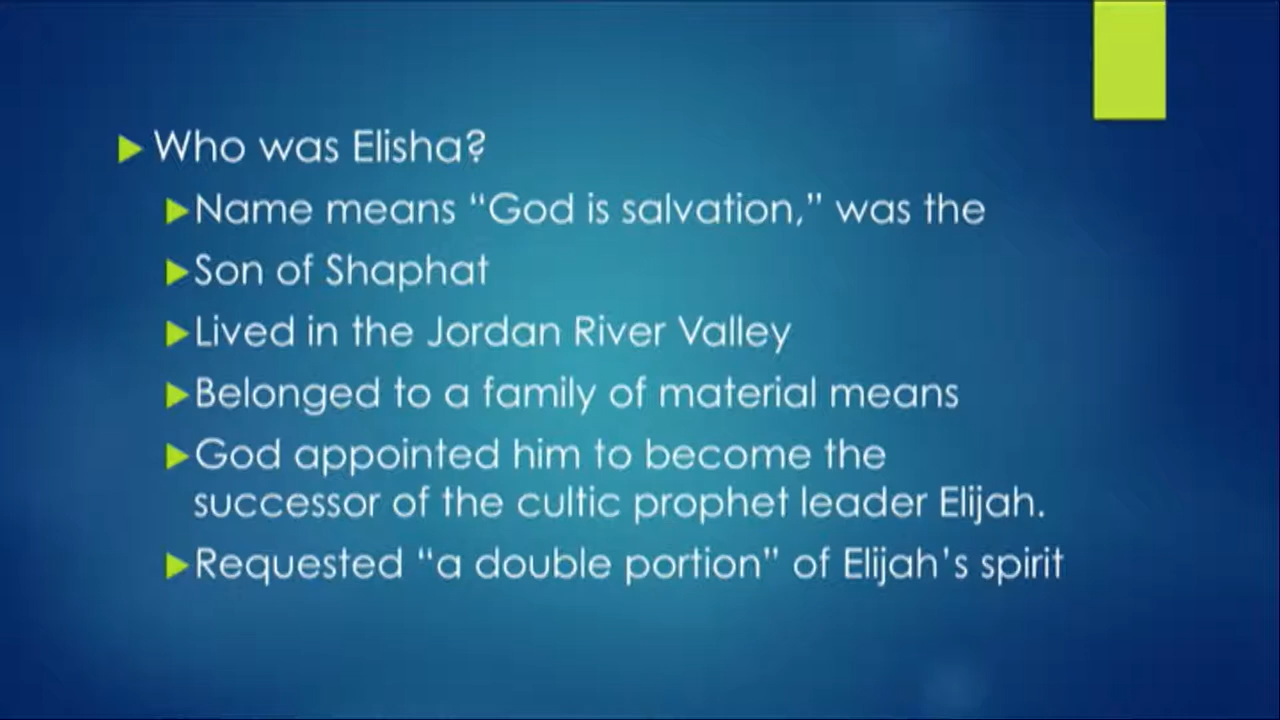 Who was Elisha?
Name means “God is salvation,” was the
Son of Shaphat
Lived in the Jordan River Valley
Belonged to a family of material means
God appointed him to become the
successor of the cultic prophet leader Elijah.
Requested “a double portion” of Elijah’s spirit